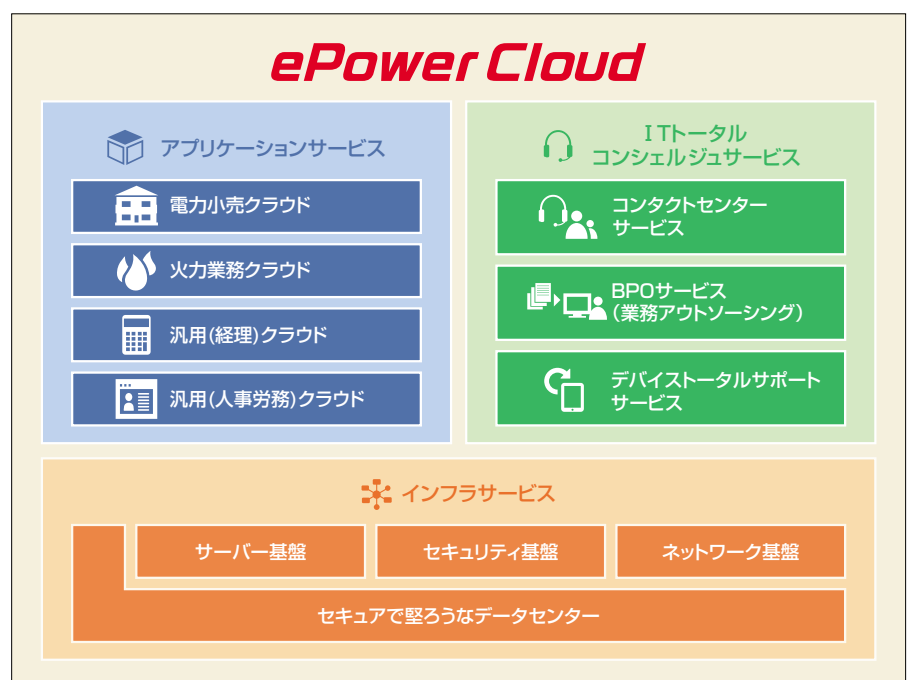 ePower Cloud
アプリケーションサービス
電力小売クラウド
火力業務クラウド
汎用(経理)クラウド
汎用(人事労務)クラウド
ITトータル
コンシェルジュサービス
コンタクトセンター
サービス
BPOサービス
(業務アウトソーシング)
デバイストータルサポート
サービス
インフラサービス
サーバー基盤
セキュリティ基盤
ネットワーク基盤
セキュアで堅ろうなデータセンター